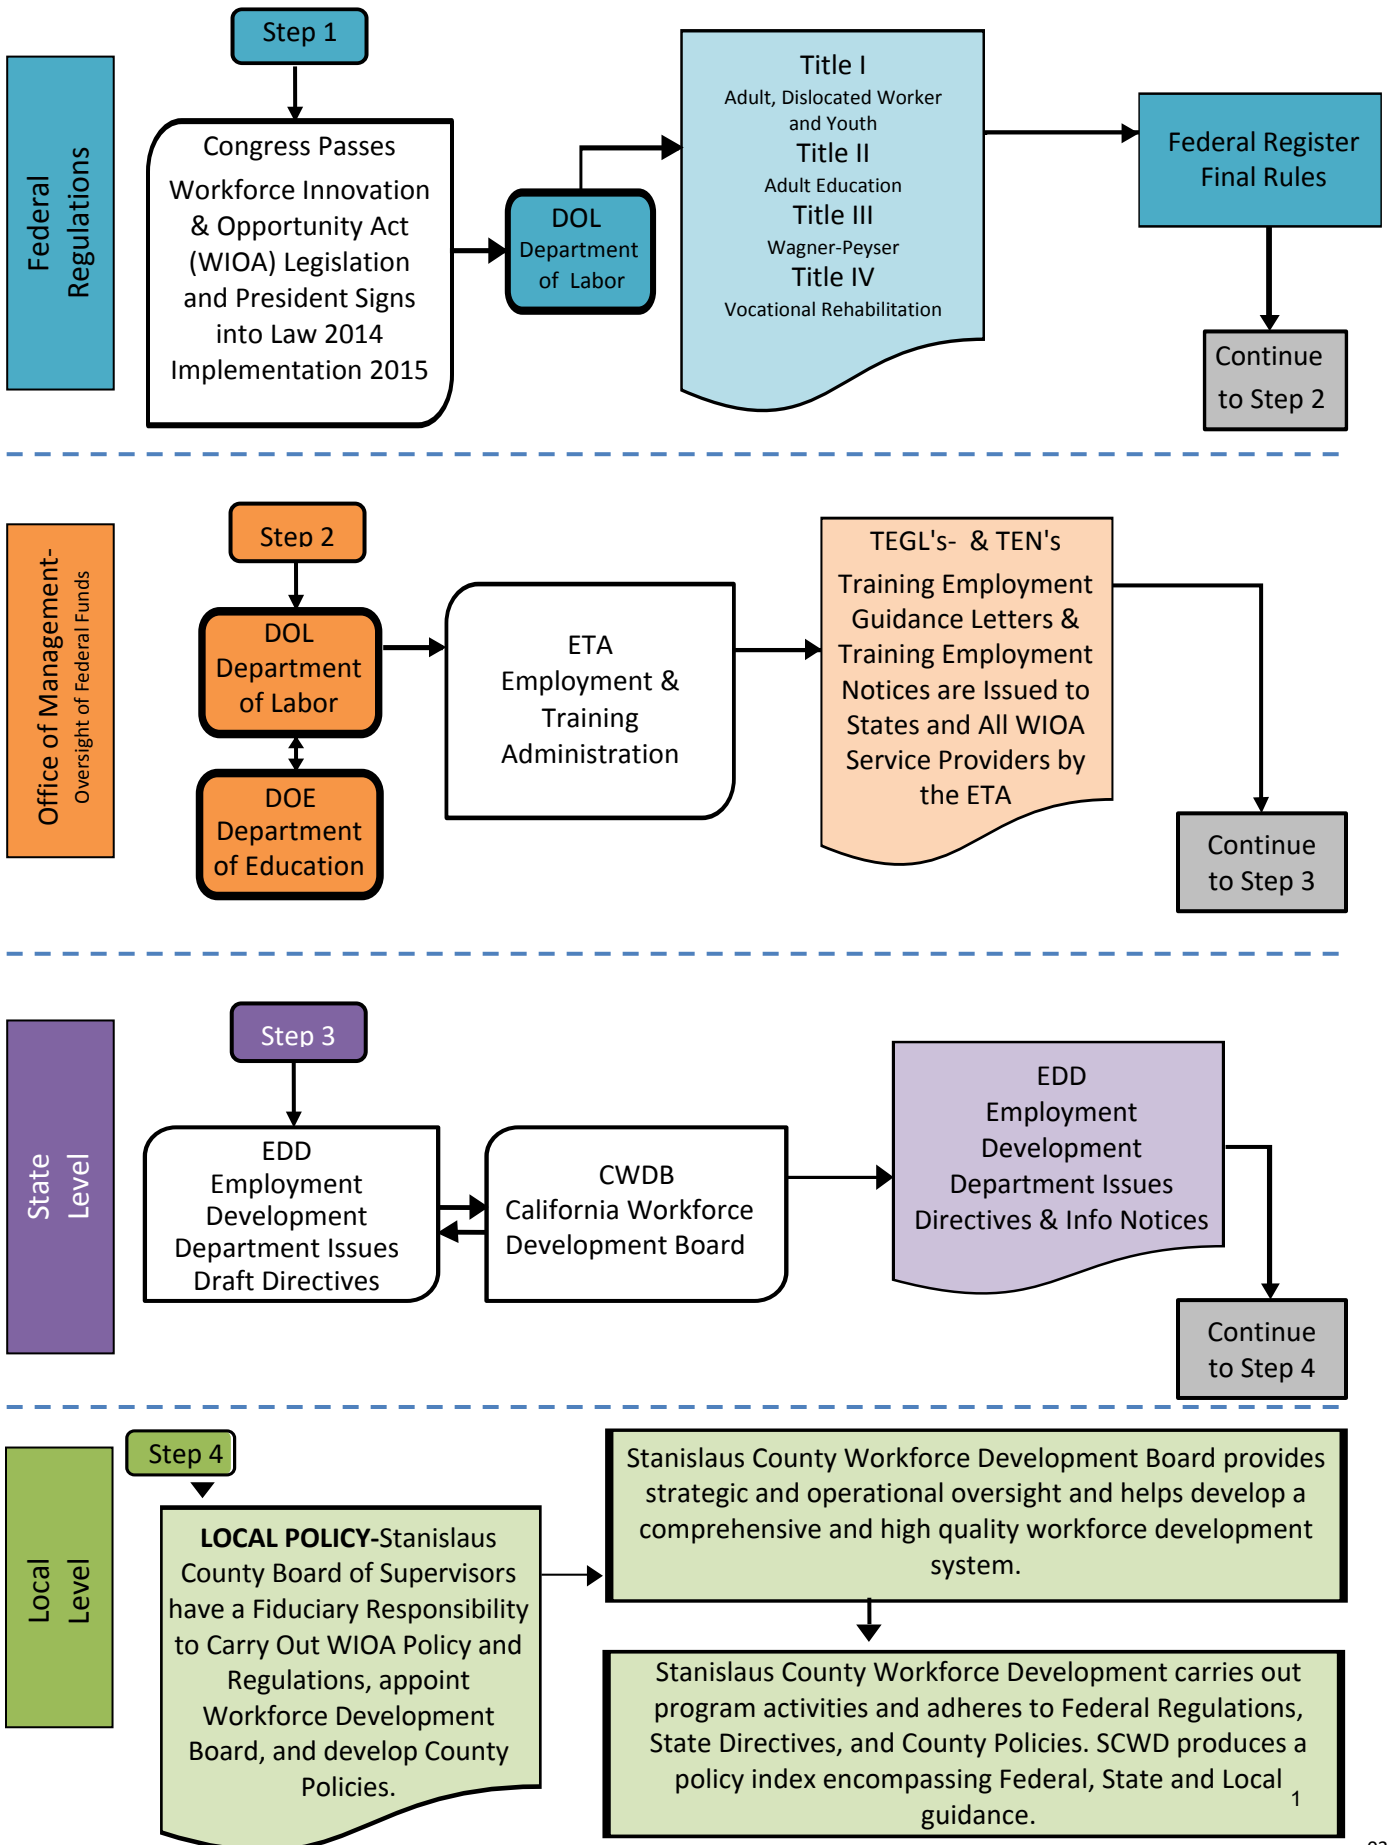 Step 1
Federal
Regulations
Congress Passes
Workforce Innovation
& Opportunity Act
(WIOA) Legislation
and President Signs
into Law 2014
Implementation 2015
DOL
Department
of Labor
Title I
Adult, Dislocated Worker
and Youth
Title II
Adult Education
Title III
Wagner-Peyser
Title IV
Vocational Rehabilitation
Federal Register
Final Rules
Continue
to Step 2
Step 2
Office of Management-
Oversight of Federal Funds
DOL
Department
of Labor
DOE
Department
of Education
ETA
Employment &
Training
Administration
TEGL's- & TEN's
Training Employment
Guidance Letters &
Training Employment
Notices are Issued to
States and All WIOA
Service Providers by
the ETA
Continue
to Step 3
Step 3
State
Level
EDD
Employment
Development
Department Issues
Draft Directives
CWDB
California Workforce
Development Board
EDD
Employment
Development
Department Issues
Directives & Info Notices
Continue
to Step 4
Step 4
Local
Level
LOCAL POLICY-Stanislaus
County Board of Supervisors
have a Fiduciary Responsibility
to Carry Out WIOA Policy and
Regulations, appoint
Workforce Development
Board, and develop County
Policies.
Stanislaus County Workforce Development Board provides
strategic and operational oversight and helps develop a
comprehensive and high quality workforce development
system.
Stanislaus County Workforce Development carries out
program activities and adheres to Federal Regulations,
State Directives, and County Policies. SCWD produces a
policy index encompassing Federal, State and Local
guidance.
1